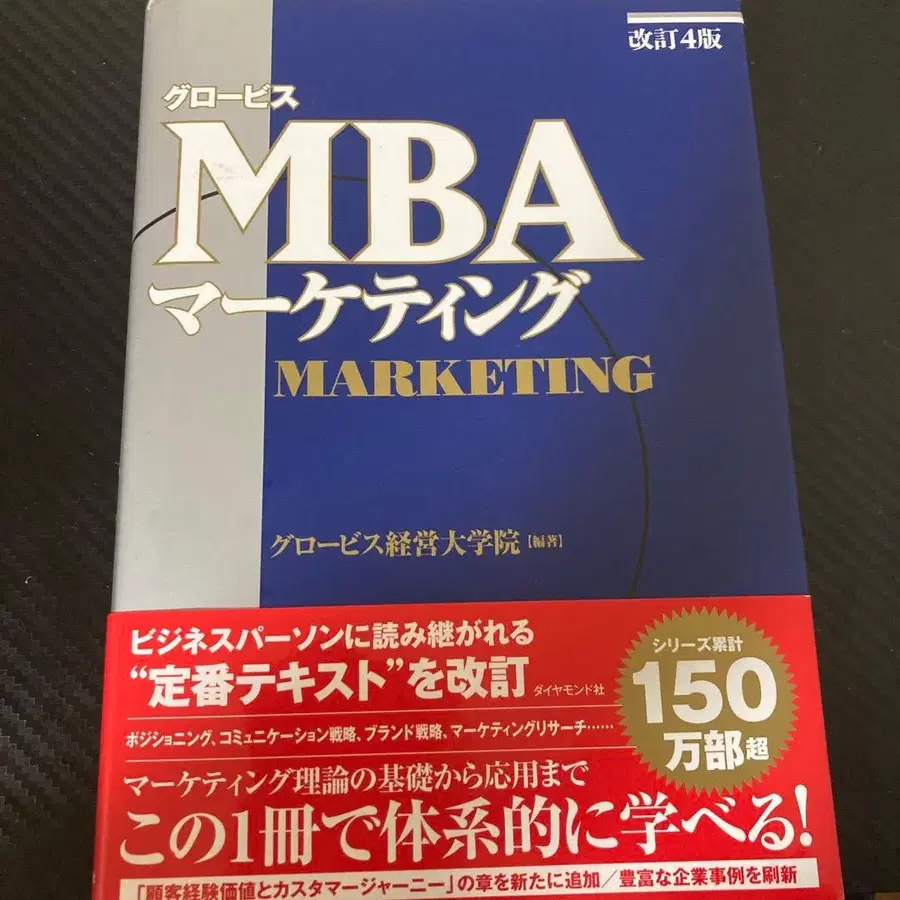 改訂4版
グロービス
MBA
マーケティング
MARKETING
グロービス経営大学院【編著】
ビジネスパーソンに読み継がれる
“定番テキスト”を改訂
ダイヤモンド社
シリーズ累計
150
万部超
ポジショニング、コミュニケーション戦略、ブランド戦略、マーケティングリサーチ……
マーケティング理論の基礎から応用まで
この1冊で体系的に学べる!
「顧客経験価値とカスタマージャーニー」の章を新たに追加/豊富な企業事例を刷新